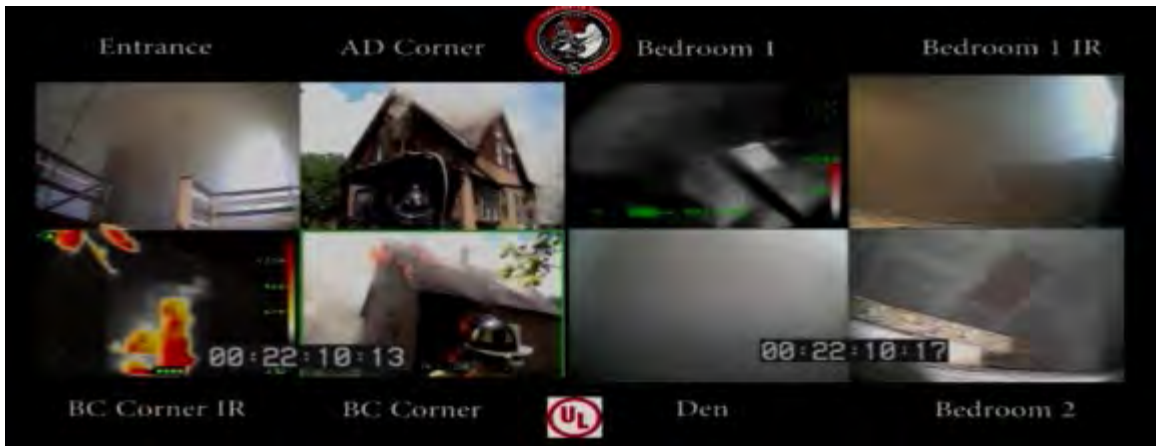 Entrance
AD Corner
Bedroom 1
Bedroom 1 IR
00:22:10:13
00:22:10:17
BC Corner IR
BC Corner
UL
Den
Bedroom 2